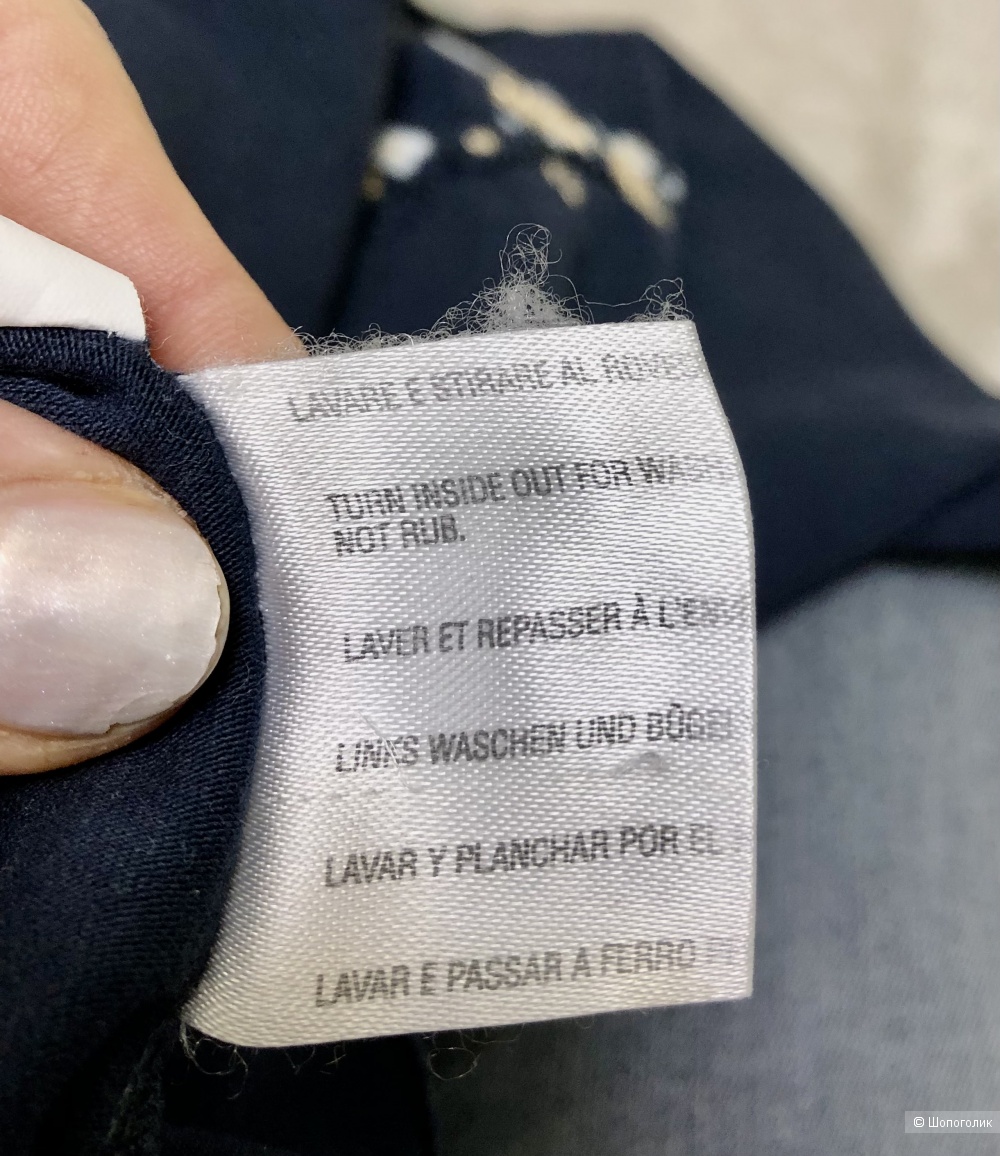 LAVARE E STIRARE AL
TURN INSIDE OUT FOR
NOT RUB.
LAVER ET REPASSER À
LINKS WASCHEN UND
LAVAR Y PLANCHAR POR EL
LAVAR E PASSAR A FERRO
© Шопоголик